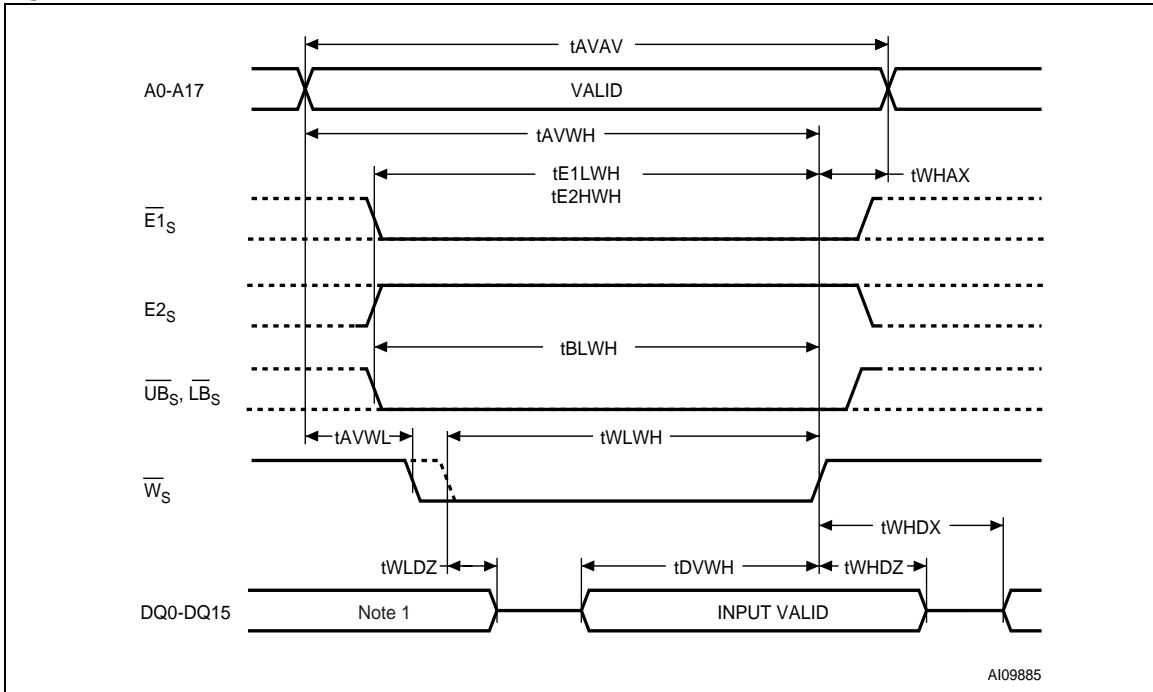 tAVAV
A0-A17
VALID
tAVWH
tE1LWH
tE2HWH
tWHAX
E1S
E2S
tBLWH
UBS, LBS
tAVWL
tWLWH
WS
tWHDX
tWLDZ
tDVWH
tWHDZ
DQ0-DQ15
Note 1
INPUT VALID
AI09885